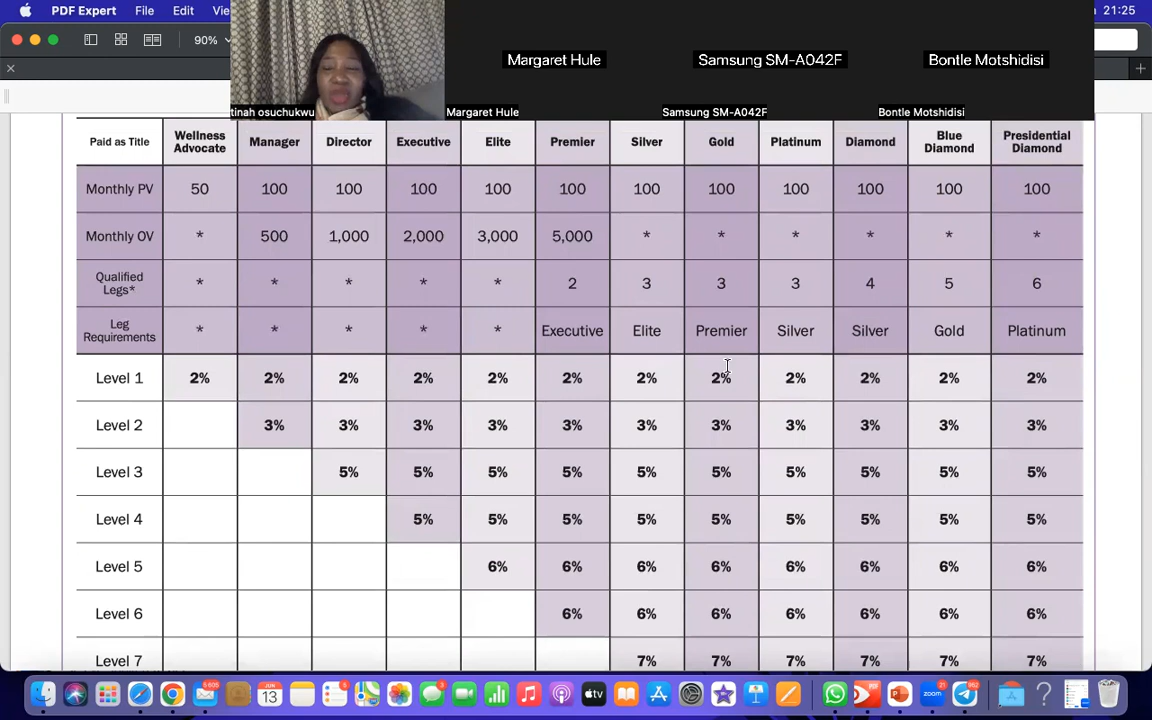 PDF Expert File Edit
21:25
90%
Margaret Hule
Samsung SM-A042F
Bontle Motshidisi
tinah osuchukwu
Margaret Hule
Samsung SM-A042F
Bontle Motshidisi
Paid as Title Wellness Advocate Manager Director Executive Elite Premier Silver Gold Platinum Diamond Blue Diamond Presidential Diamond
Monthly PV 50 100 100 100 100 100 100 100 100 100 100 100
Monthly OV * 500 1,000 2,000 3,000 5,000 * * * * * *
Qualified Legs* * * * * * 2 3 3 3 4 5 6
Leg Requirements * * * * * Executive Elite Premier Silver Silver Gold Platinum
Level 1 2% 2% 2% 2% 2% 2% 2% 2% 2% 2% 2% 2%
Level 2 3% 3% 3% 3% 3% 3% 3% 3% 3% 3% 3%
Level 3 5% 5% 5% 5% 5% 5% 5% 5% 5% 5%
Level 4 5% 5% 5% 5% 5% 5% 5% 5% 5%
Level 5 6% 6% 6% 6% 6% 6% 6% 6%
Level 6 6% 6% 6% 6% 6% 6% 6%
Level 7 7% 7% 7% 7% 7% 7%
JUN
13
tv
zoom